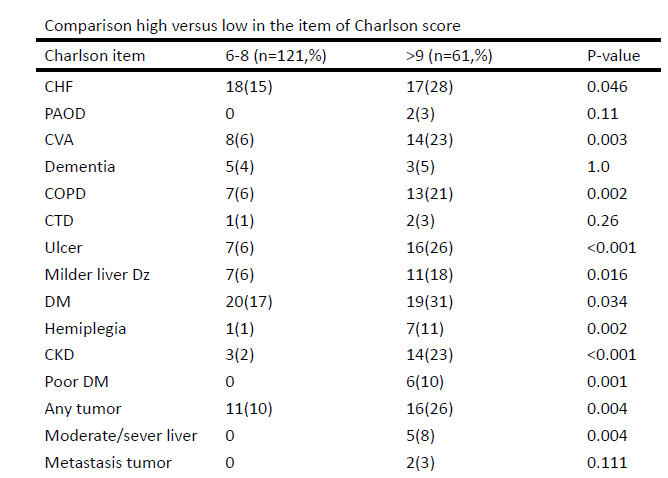 Comparison high versus low in the item of Charlson score
Charlson item 6-8 (n=121,%) >9 (n=61,%) P-value
CHF 18(15) 17(28) 0.046
PAOD 0 2(3) 0.11
CVA 8(6) 14(23) 0.003
Dementia 5(4) 3(5) 1.0
COPD 7(6) 13(21) 0.002
CTD 1(1) 2(3) 0.26
Ulcer 7(6) 16(26) <0.001
Milder liver Dz 7(6) 11(18) 0.016
DM 20(17) 19(31) 0.034
Hemiplegia 1(1) 7(11) 0.002
CKD 3(2) 14(23) <0.001
Poor DM 0 6(10) 0.001
Any tumor 11(10) 16(26) 0.004
Moderate/sever liver 0 5(8) 0.004
Metastasis tumor 0 2(3) 0.111